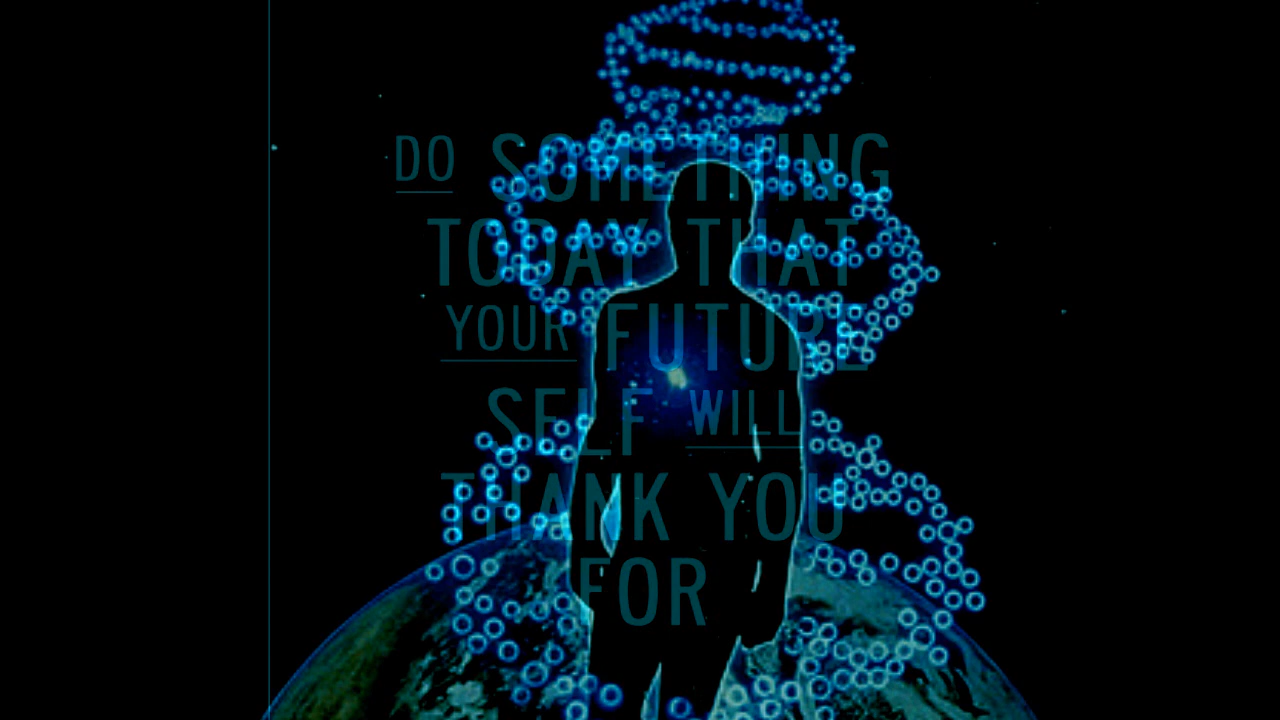 DO SOMETHING
TODAY THAT
YOUR FUTURE
SELF WILL
THANK YOU
FOR